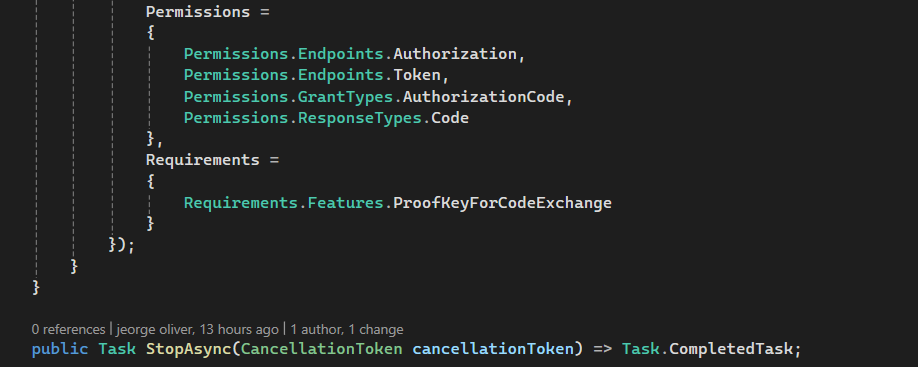 Permissions =
{
Permissions.Endpoints.Authorization,
Permissions.Endpoints.Token,
Permissions.GrantTypes.AuthorizationCode,
Permissions.ResponseTypes.Code
},
Requirements =
{
Requirements.Features.ProofKeyForCodeExchange
}
});
}
}
0 references | jeorge oliver, 13 hours ago | 1 author, 1 change
public Task StopAsync(CancellationToken cancellationToken) => Task.CompletedTask;